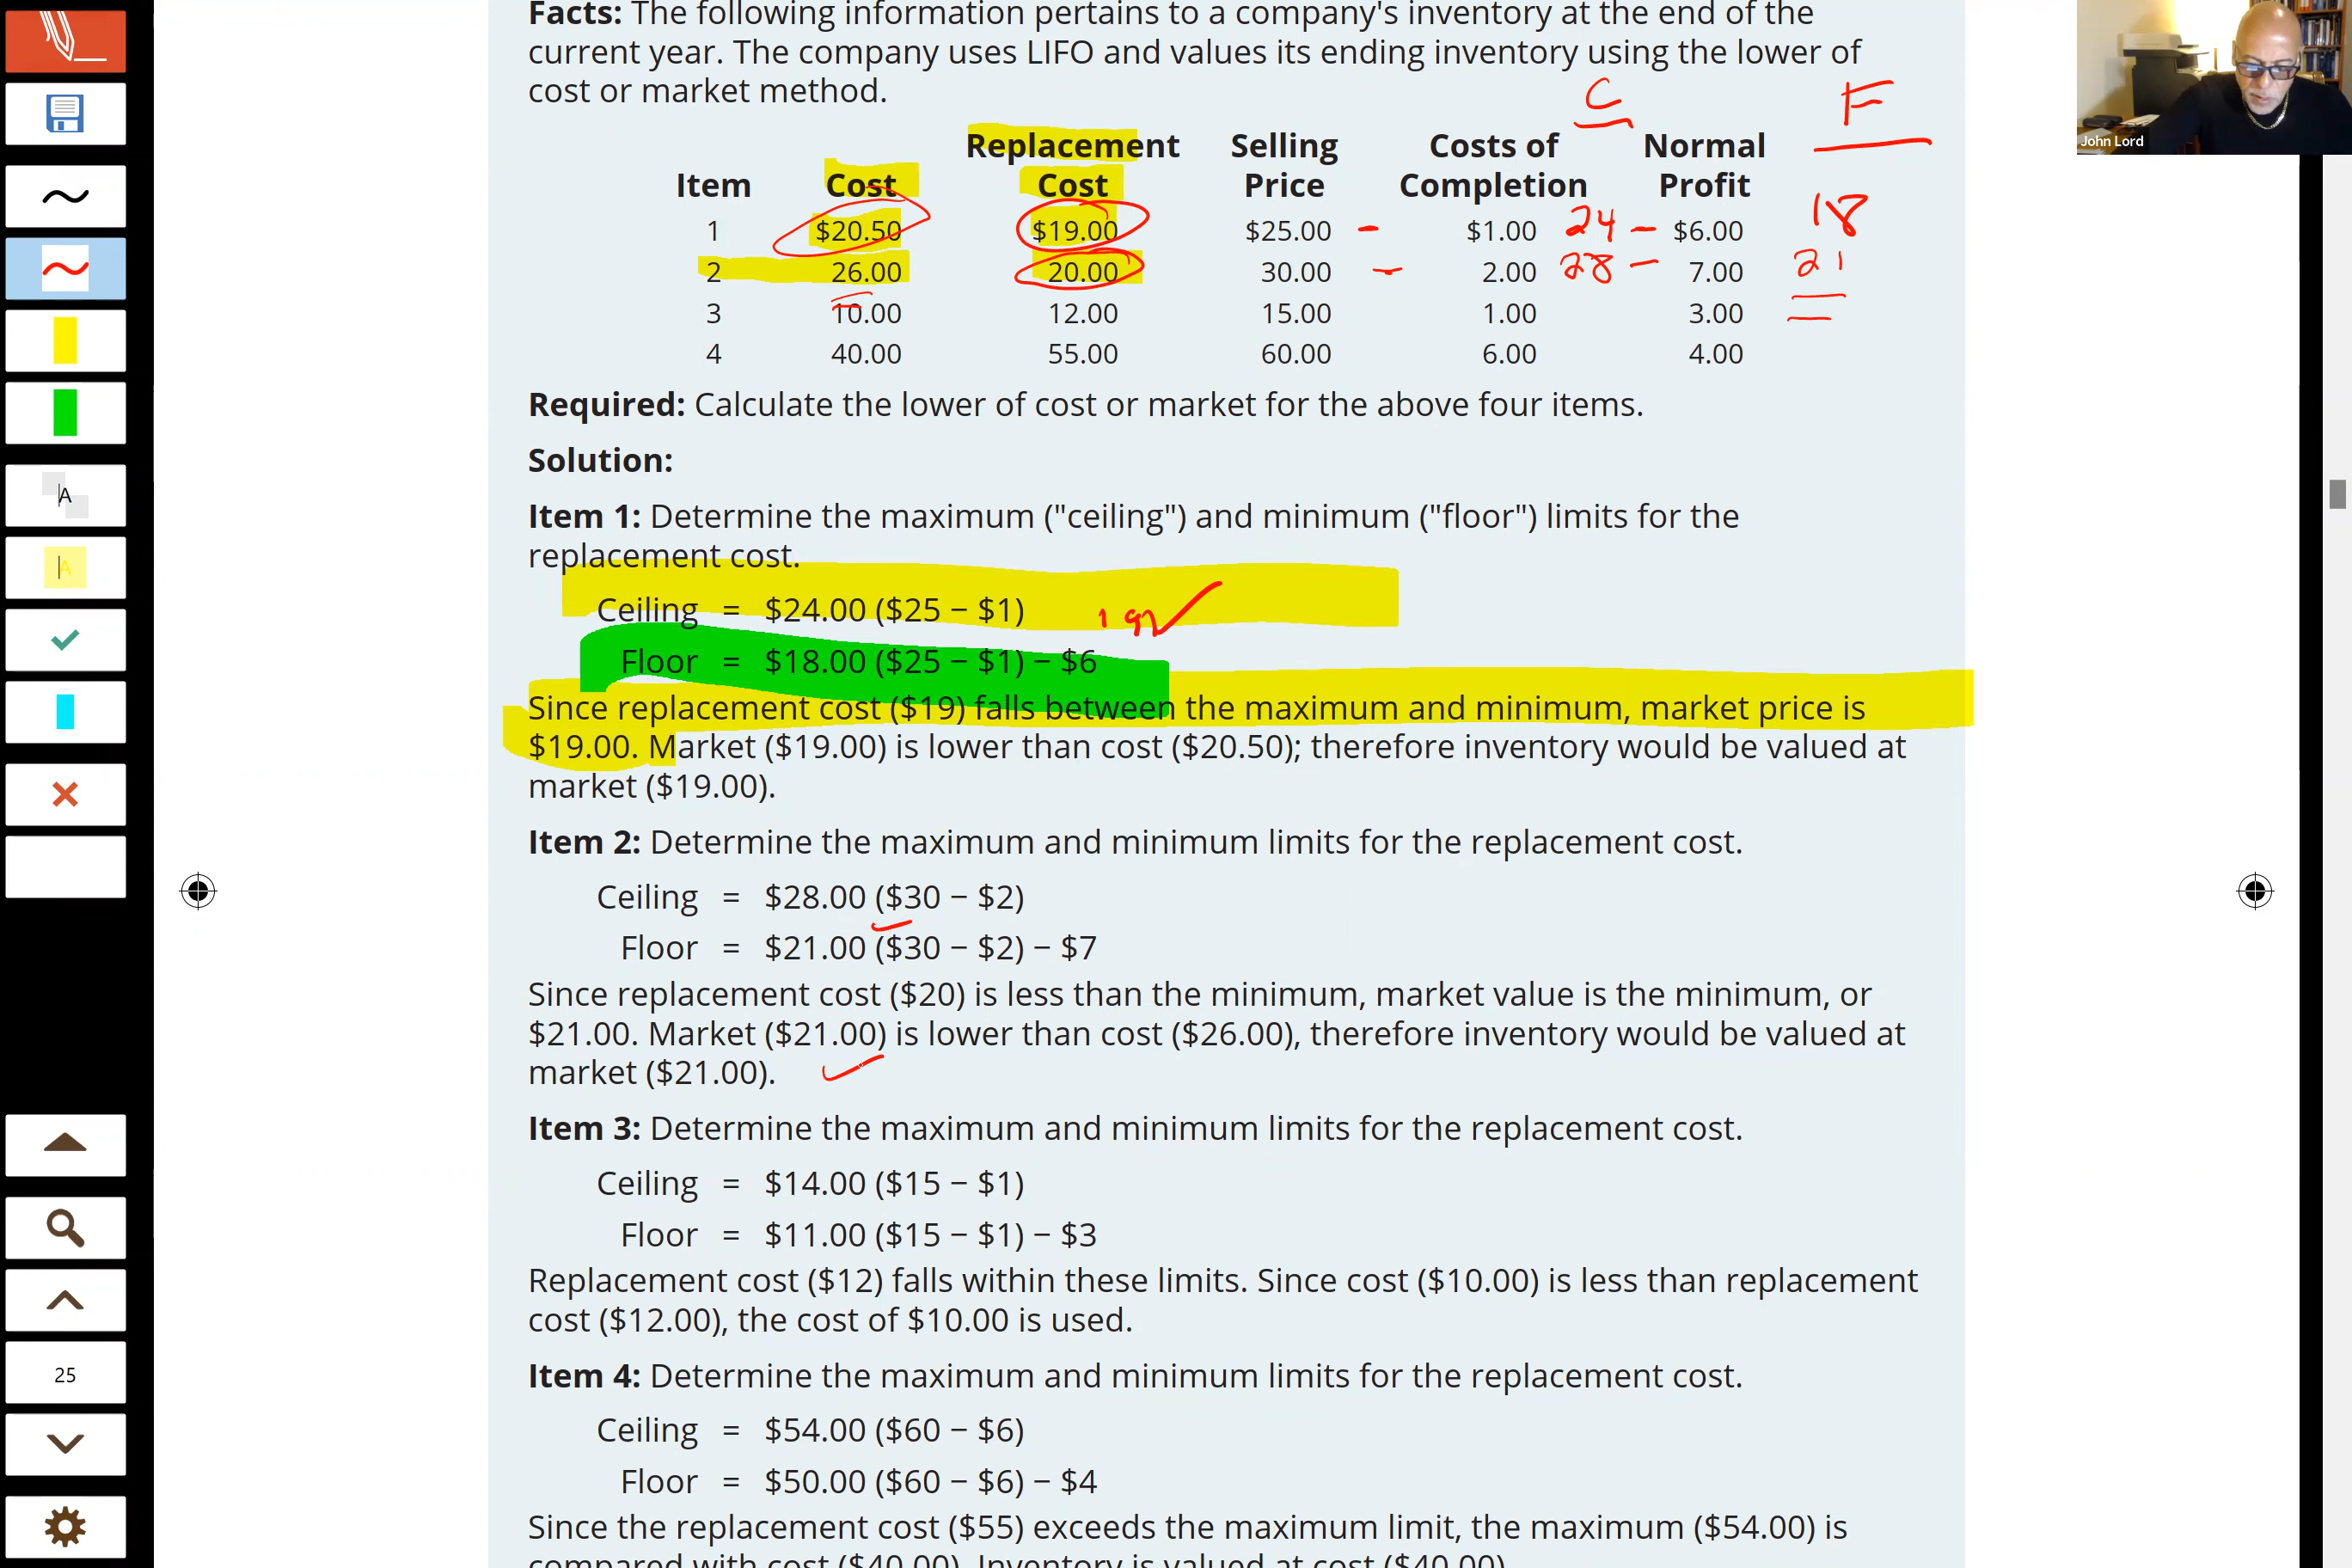 Facts: The following information pertains to a company's inventory at the end of the
current year. The company uses LIFO and values its ending inventory using the lower of
cost or market method.
C F
John Lord
Replacement Selling Costs of Normal
Item Cost Cost Price Completion Profit
1 $20.50 $19.00 $25.00 - $1.00 24 - $6.00 18
2 26.00 20.00 30.00 - 2.00 28 - 7.00 21
3 10.00 12.00 15.00 1.00 3.00
4 40.00 55.00 60.00 6.00 4.00
Required: Calculate the lower of cost or market for the above four items.
Solution:
Item 1: Determine the maximum ("ceiling") and minimum ("floor") limits for the
replacement cost.
Ceiling = $24.00 ($25 − $1) 19
Floor = $18.00 ($25 − $1) − $6
Since replacement cost ($19) falls between the maximum and minimum, market price is
$19.00. Market ($19.00) is lower than cost ($20.50); therefore inventory would be valued at
market ($19.00).
Item 2: Determine the maximum and minimum limits for the replacement cost.
Ceiling = $28.00 ($30 − $2)
Floor = $21.00 ($30 − $2) − $7
Since replacement cost ($20) is less than the minimum, market value is the minimum, or
$21.00. Market ($21.00) is lower than cost ($26.00), therefore inventory would be valued at
market ($21.00).
Item 3: Determine the maximum and minimum limits for the replacement cost.
Ceiling = $14.00 ($15 − $1)
Floor = $11.00 ($15 − $1) − $3
Replacement cost ($12) falls within these limits. Since cost ($10.00) is less than replacement
cost ($12.00), the cost of $10.00 is used.
Item 4: Determine the maximum and minimum limits for the replacement cost.
Ceiling = $54.00 ($60 − $6)
Floor = $50.00 ($60 − $6) − $4
Since the replacement cost ($55) exceeds the maximum limit, the maximum ($54.00) is
compared with cost ($40.00). Inventory is valued at cost ($40.00).
A
A
25